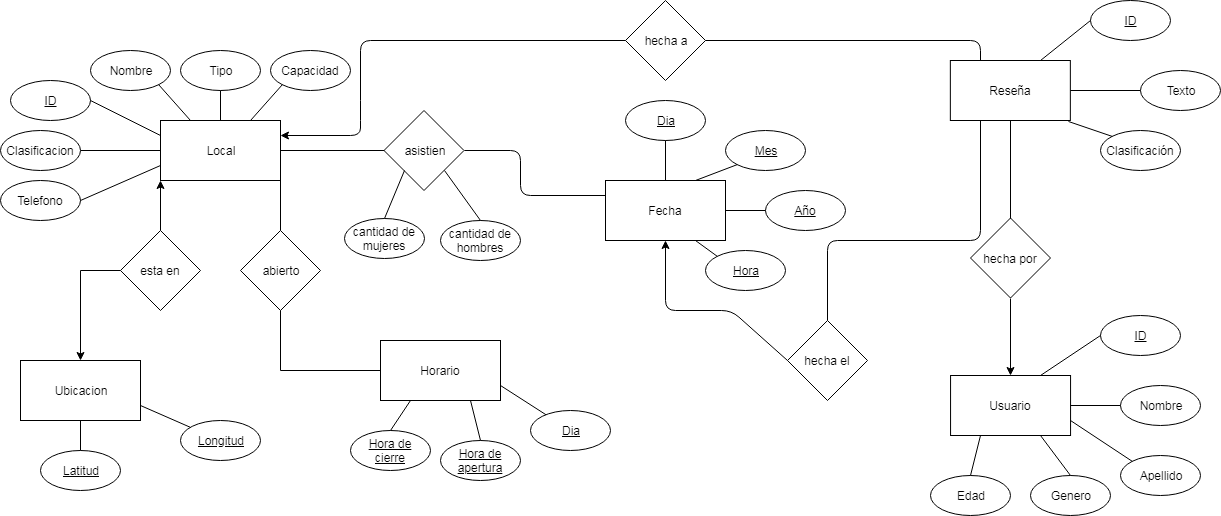 ID
hecha a
Nombre
Tipo
Capacidad
Reseña
Texto
ID
Dia
Clasificacion
Local
asistien
Mes
Clasificación
Telefono
Fecha
Año
cantidad de
mujeres
cantidad de
hombres
esta en
abierto
Hora
hecha por
ID
hecha el
Ubicacion
Horario
Usuario
Nombre
Longitud
Hora de
cierre
Hora de
apertura
Dia
Latitud
Apellido
Edad
Genero